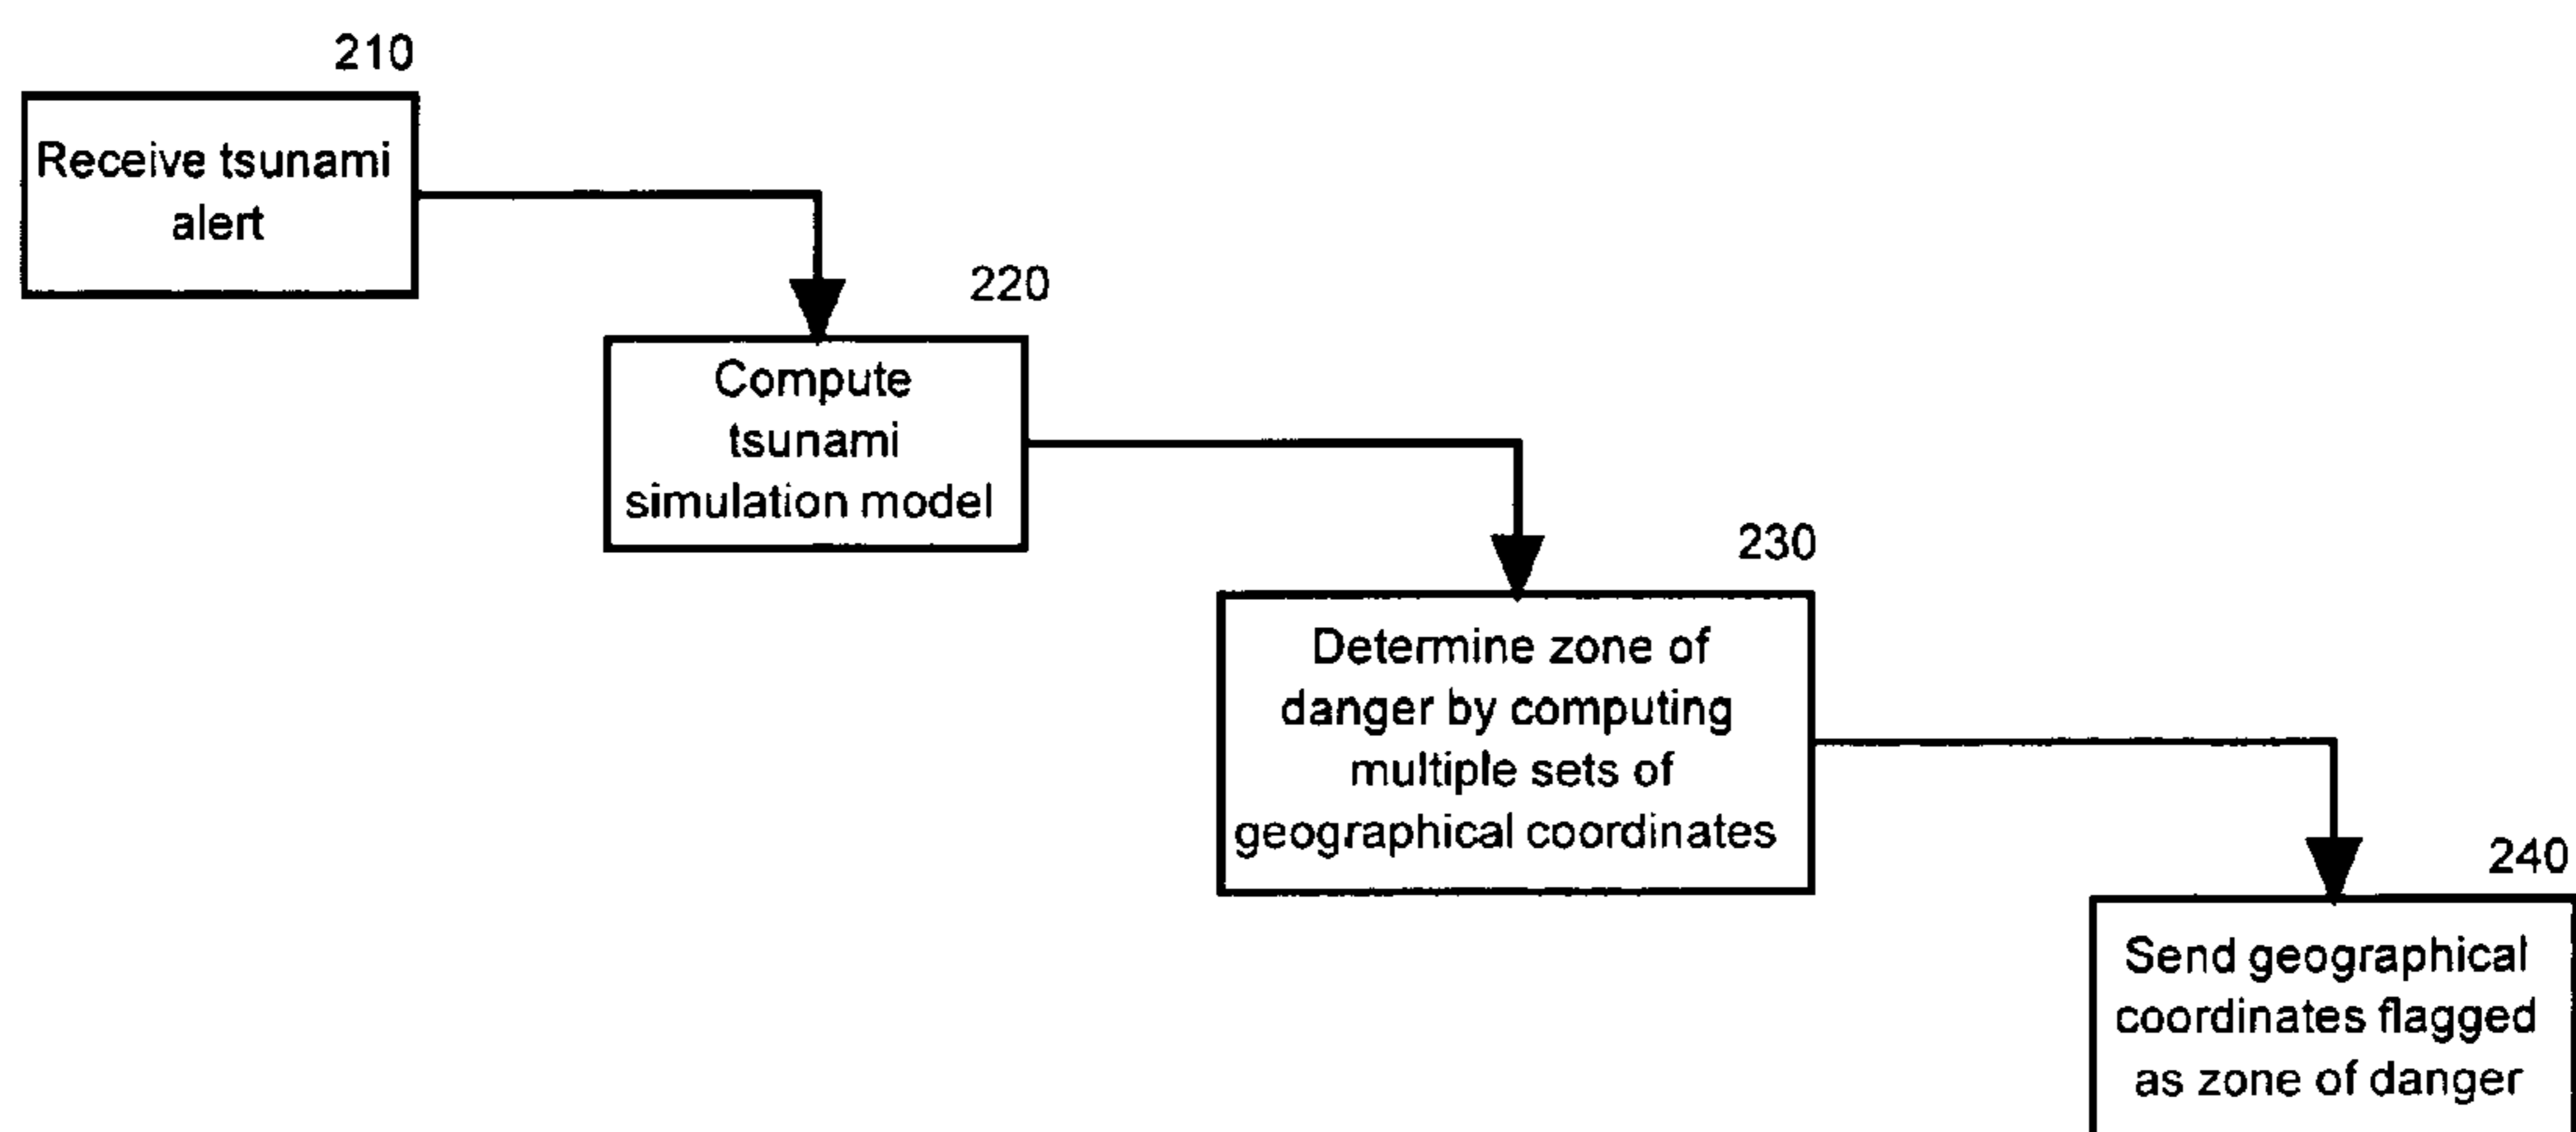 210
Receive tsunami
alert
220
Compute
tsunami
simulation model
230
Determine zone of
danger by computing
multiple sets of
geographical coordinates
240
Send geographical
coordinates flagged
as zone of danger